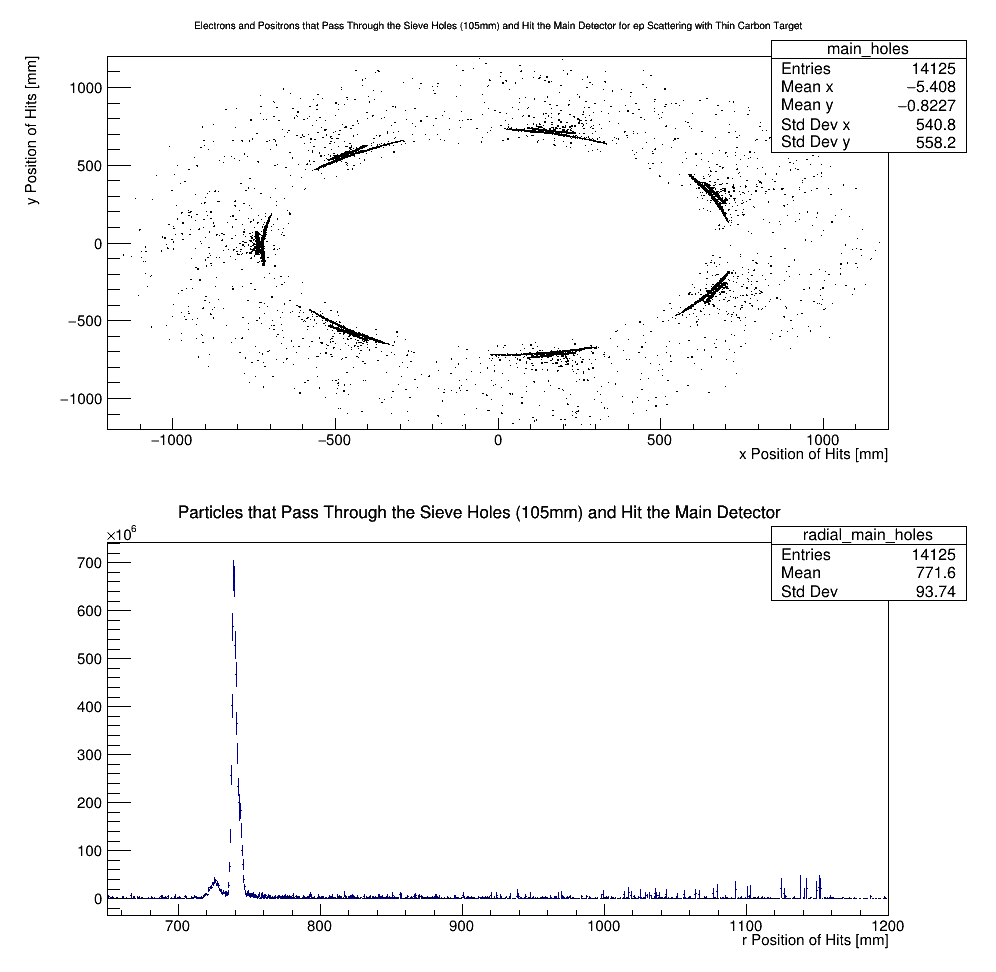 Electrons and Positrons that Pass Through the Sieve Holes (105mm) and Hit the Main Detector for ep Scattering with Thin Carbon Target
main_holes
Entries 14125
Mean x −5.408
Mean y −0.8227
Std Dev x 540.8
Std Dev y 558.2
y Position of Hits [mm]
1000
500
0
−500
−1000
−1000 −500 0 500 1000
x Position of Hits [mm]
Particles that Pass Through the Sieve Holes (105mm) and Hit the Main Detector
radial_main_holes
Entries 14125
Mean 771.6
Std Dev 93.74
×10⁶
700
600
500
400
300
200
100
0
700 800 900 1000 1100 1200
r Position of Hits [mm]